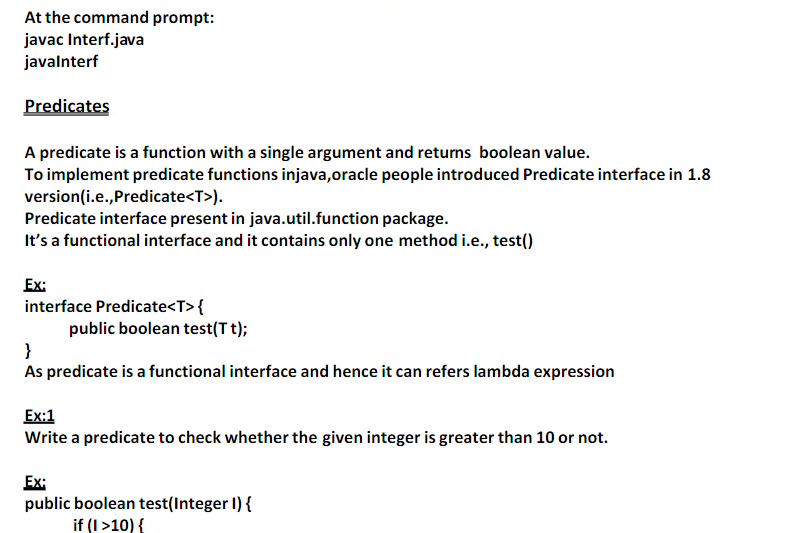 At the command prompt:
javac Interf.java
javaInterf
Predicates
A predicate is a function with a single argument and returns boolean value.
To implement predicate functions injava,oracle people introduced Predicate interface in 1.8
version(i.e.,Predicate<T>).
Predicate interface present in java.util.function package.
It's a functional interface and it contains only one method i.e., test()
Ex:
interface Predicate<T> {
public boolean test(T t);
}
As predicate is a functional interface and hence it can refers lambda expression
Ex:1
Write a predicate to check whether the given integer is greater than 10 or not.
Ex:
public boolean test(Integer I) {
if (I >10) {